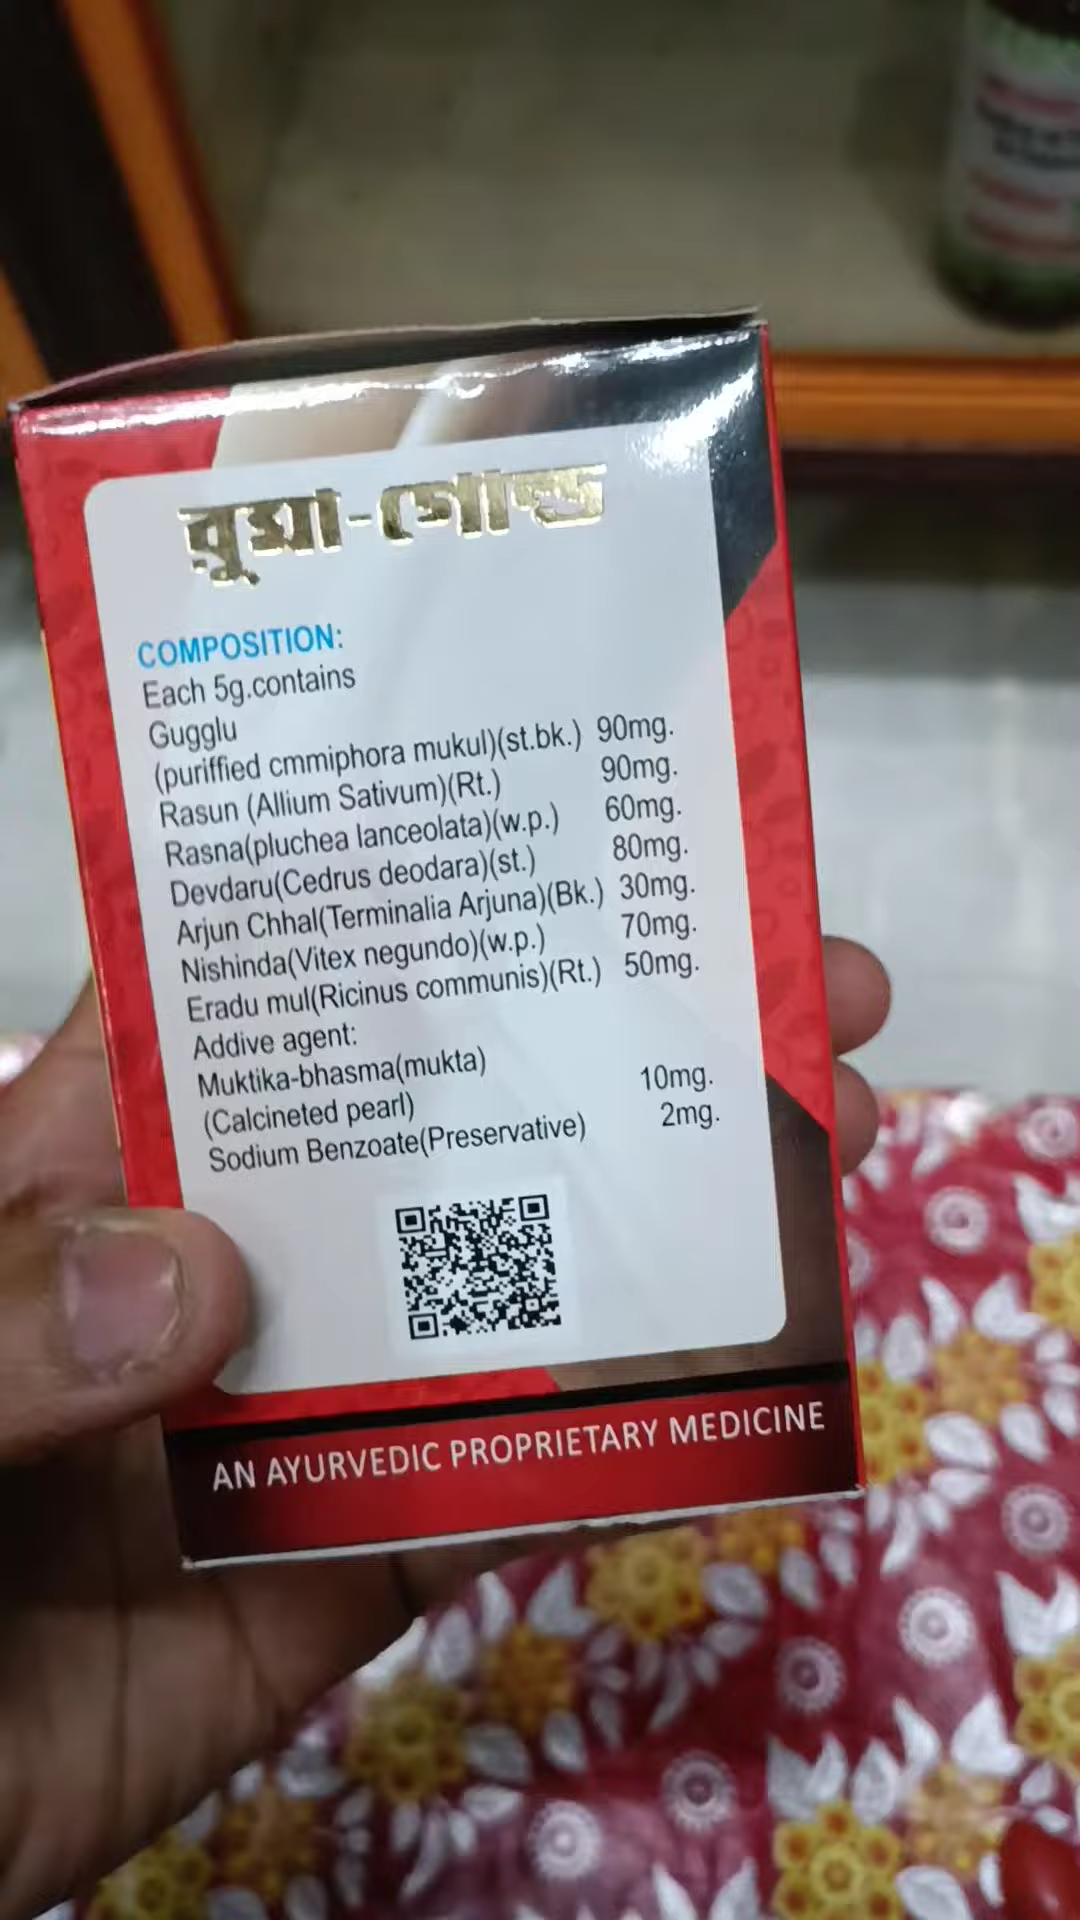 রুমা-গোল্ড
COMPOSITION:
Each 5g.contains
Gugglu
(puriffied cmmiphora mukul)(st.bk.) 90mg.
Rasun (Allium Sativum)(Rt.) 90mg.
Rasna(pluchea lanceolata)(w.p.) 60mg.
Devdaru(Cedrus deodara)(st.) 80mg.
Arjun Chhal(Terminalia Arjuna)(Bk.) 30mg.
Nishinda(Vitex negundo)(w.p.) 70mg.
Eradu mul(Ricinus communis)(Rt.) 50mg.
Addive agent:
Muktika-bhasma(mukta)
(Calcineted pearl) 10mg.
Sodium Benzoate(Preservative) 2mg.
AN AYURVEDIC PROPRIETARY MEDICINE